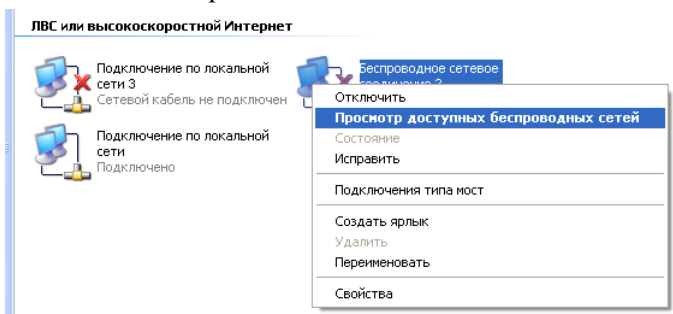 ЛВС или высокоскоростной Интернет
Подключение по локальной
сети 3
Сетевой кабель не подключен
Беспроводное сетевое
Подключение по локальной
сети
Подключено
Отключить
Просмотр доступных беспроводных сетей
Состояние
Исправить
Подключения типа мост
Создать ярлык
Удалить
Переименовать
Свойства